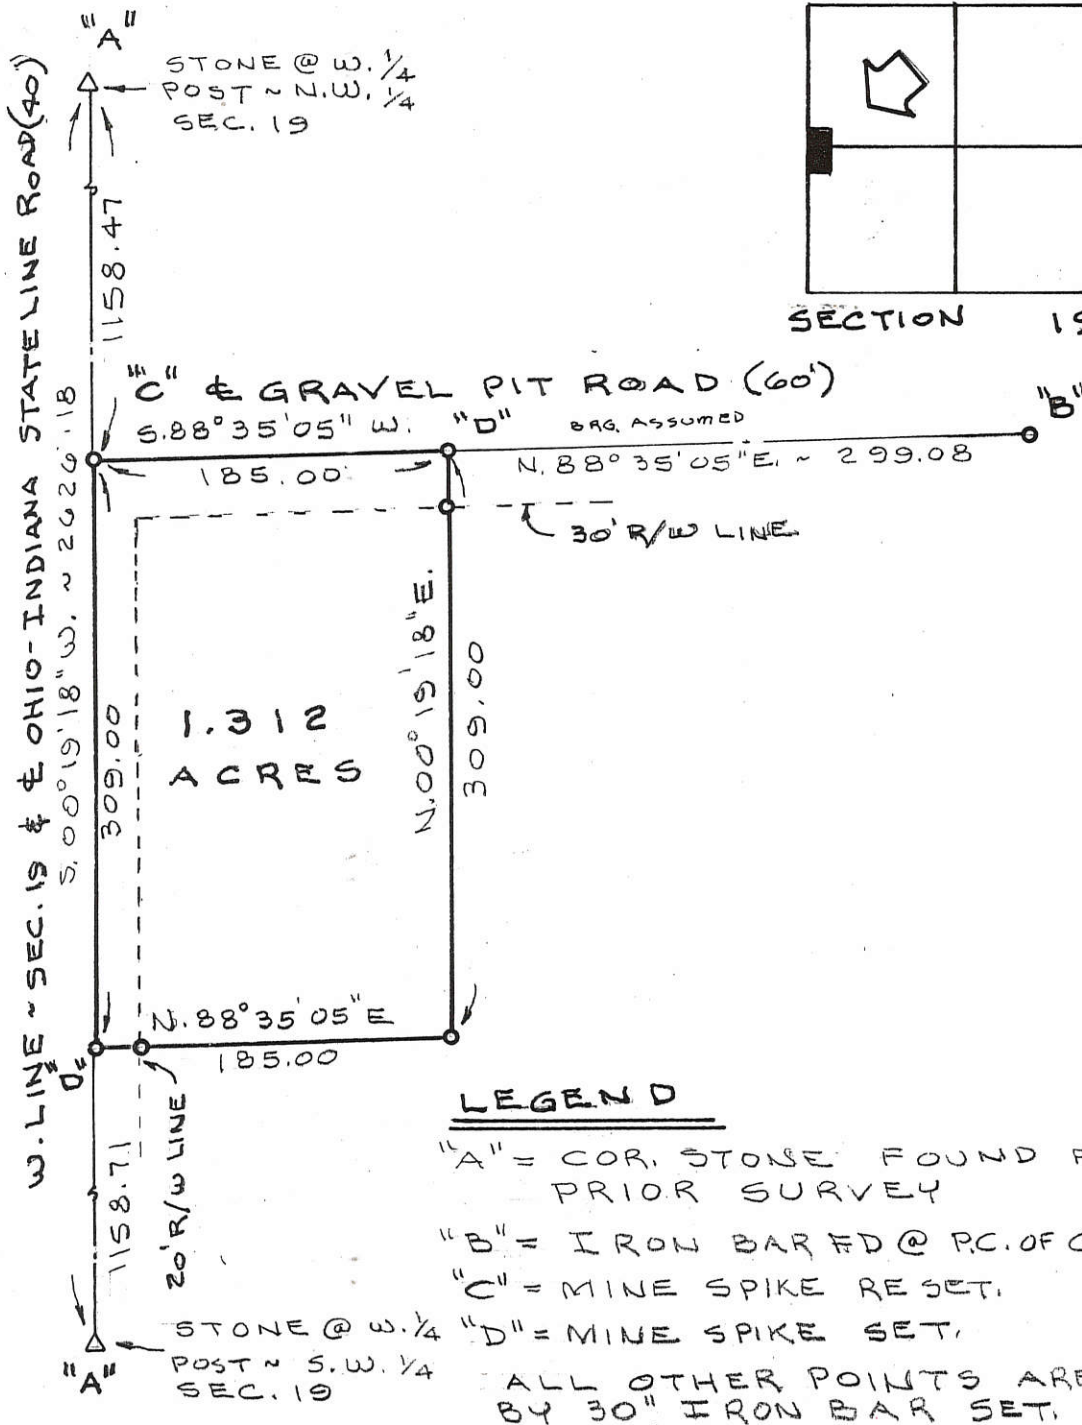 "A"
STONE @ W. 1/4
POST ~ N.W. 1/4
SEC. 19
SECTION 19
W. LINE ~ SEC. 19 & ℄ OHIO-INDIANA STATE LINE ROAD (40')
S. 00° 19' 18" W. ~ 2626.18
1158.47
"C" ℄ GRAVEL PIT ROAD (60')
S. 88° 35' 05" W. "D" BRG. ASSUMED "B"
185.00 N. 88° 35' 05" E. ~ 299.08
30' R/W LINE
309.00
1.312
ACRES
N. 00° 19' 18" E.
309.00
N. 88° 35' 05" E
185.00
"D"
1158.71
20' R/W LINE
STONE @ W. 1/4
POST ~ S.W. 1/4
SEC. 19
"A"
LEGEND
"A" = COR. STONE FOUND
PRIOR SURVEY
"B" = IRON BAR FD @ P.C. OF
"C" = MINE SPIKE RESET.
"D" = MINE SPIKE SET.
ALL OTHER POINTS ARE
BY 30" IRON BAR SET.